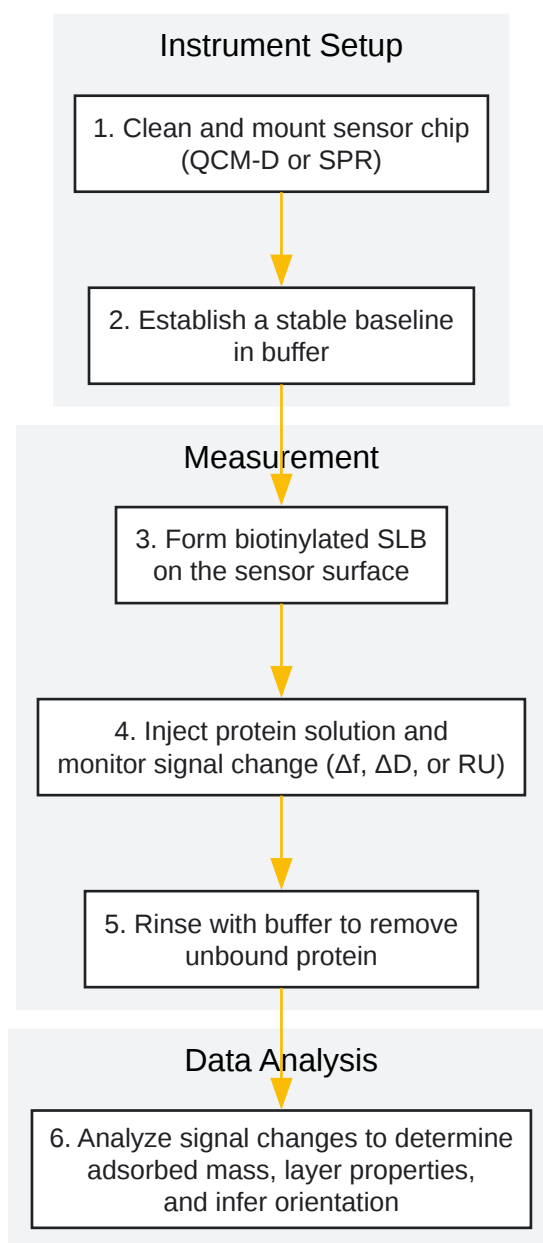 Instrument Setup
1. Clean and mount sensor chip
(QCM-D or SPR)
2. Establish a stable baseline
in buffer
Measurement
3. Form biotinylated SLB
on the sensor surface
4. Inject protein solution and
monitor signal change (Δf, ΔD, or RU)
5. Rinse with buffer to remove
unbound protein
Data Analysis
6. Analyze signal changes to determine
adsorbed mass, layer properties,
and infer orientation